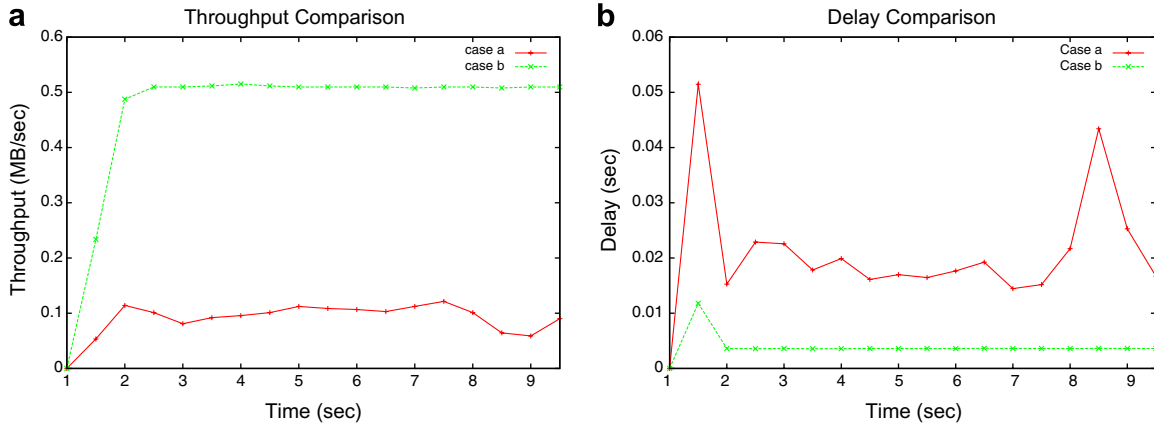 a
Throughput Comparison
case a
case b
0.6
0.5
0.4
0.3
0.2
0.1
0
Throughput (MB/sec)
1 2 3 4 5 6 7 8 9
Time (sec)
b
Delay Comparison
Case a
Case b
0.06
0.05
0.04
0.03
0.02
0.01
0
Delay (sec)
1 2 3 4 5 6 7 8 9
Time (sec)